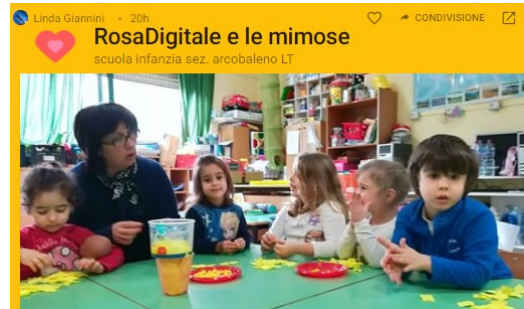 Linda Giannini • 20h
CONDIVISIONE
RosaDigitale e le mimose
scuola infanzia sez. arcobaleno LT